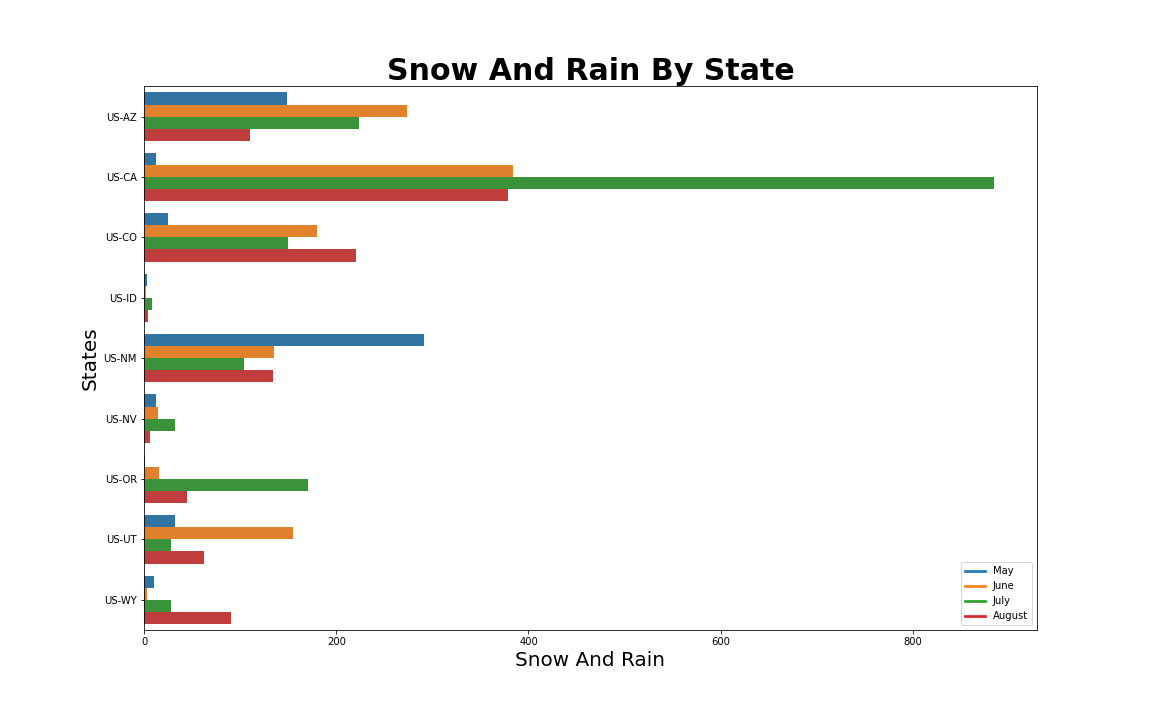 Snow And Rain By State
US-AZ
US-CA
US-CO
US-ID
US-NM
US-NV
US-OR
US-UT
US-WY
States
May
June
July
August
0 200 400 600 800
Snow And Rain